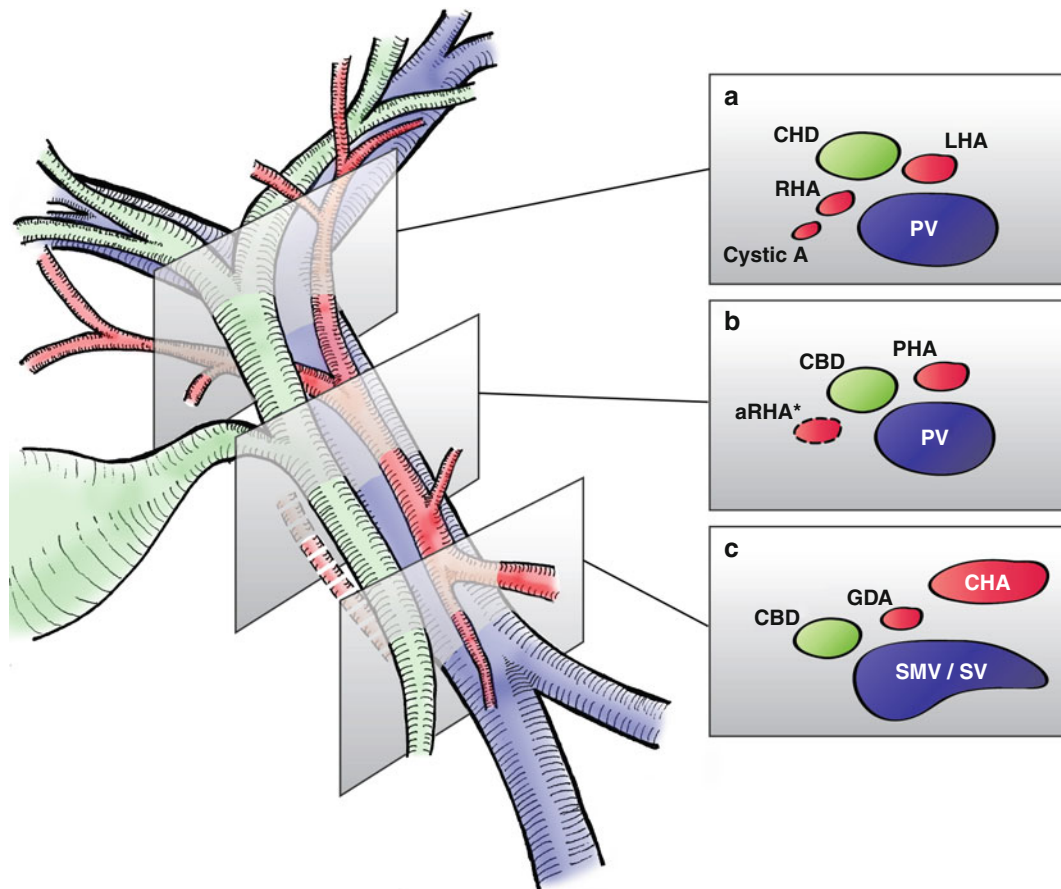 a
CHD
LHA
RHA
PV
Cystic A
b
PHA
CBD
aRHA*
PV
c
CHA
GDA
CBD
SMV / SV